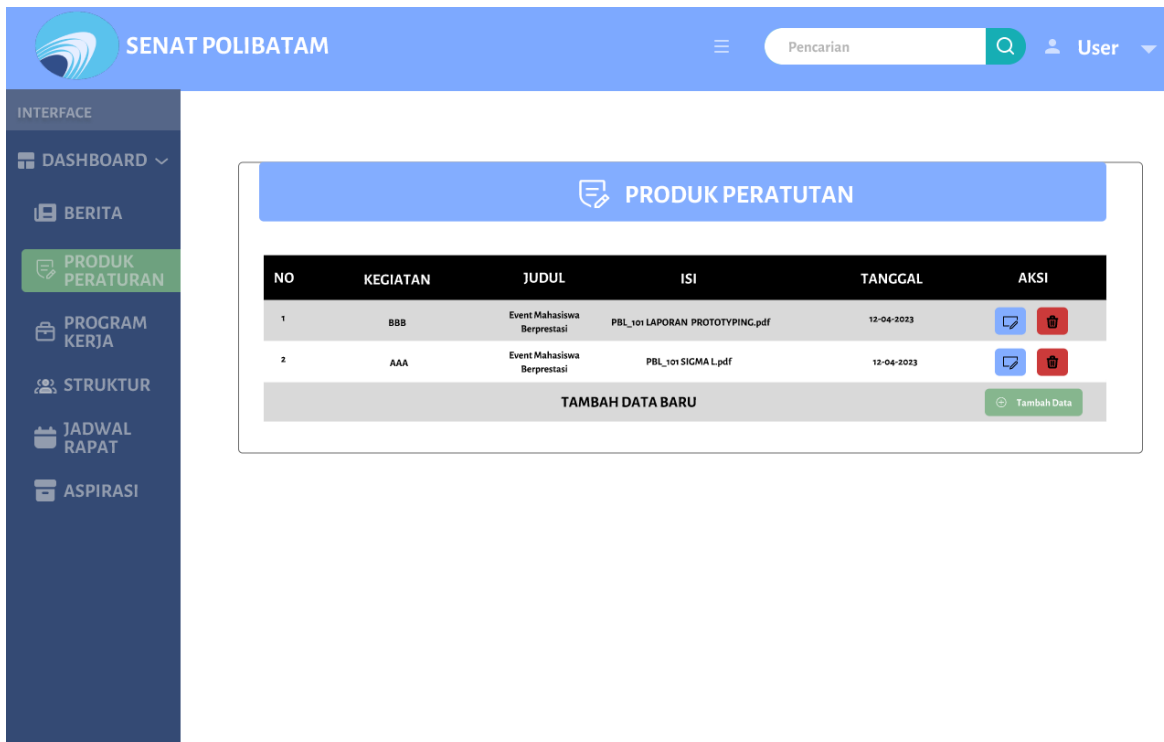 SENAT POLIBATAM
Pencarian
User
INTERFACE
DASHBOARD
BERITA
PRODUK
PERATURAN
PROGRAM
KERJA
STRUKTUR
JADWAL
RAPAT
ASPIRASI
PRODUK PERATUTAN
NO KEGIATAN JUDUL ISI TANGGAL AKSI
1 BBB Event Mahasiswa Berprestasi PBL_101 LAPORAN PROTOTYPING.pdf 12-04-2023
2 AAA Event Mahasiswa Berprestasi PBL_101 SIGMA L.pdf 12-04-2023
TAMBAH DATA BARU Tambah Data